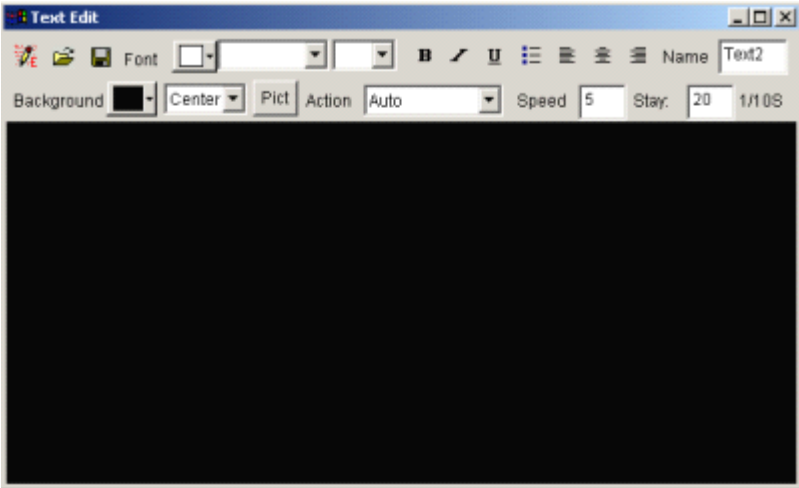 Text Edit
E Font B I U Name Text2
Background Center Pict Action Auto Speed 5 Stay: 20 1/10S